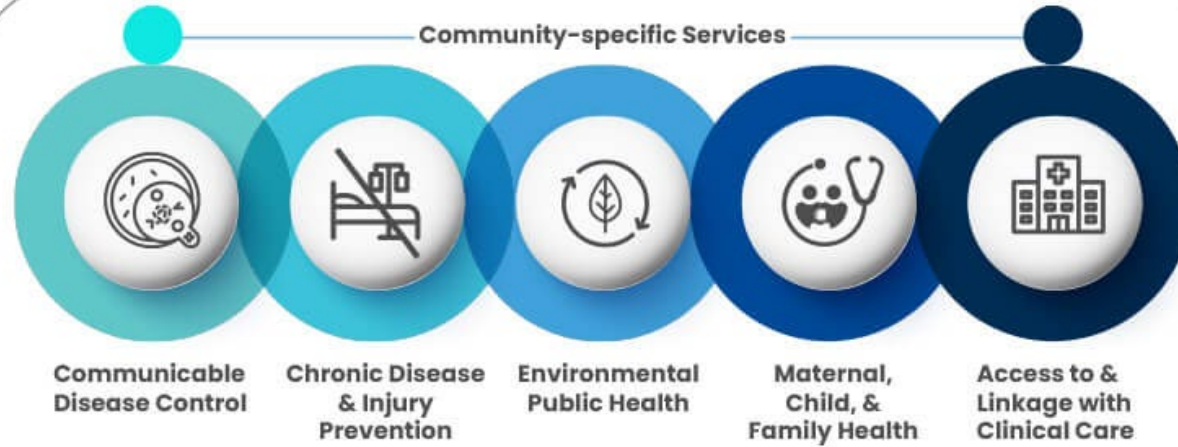 Community-specific Services
Communicable
Disease Control
Chronic Disease
& Injury
Prevention
Environmental
Public Health
Maternal,
Child, &
Family Health
Access to &
Linkage with
Clinical Care